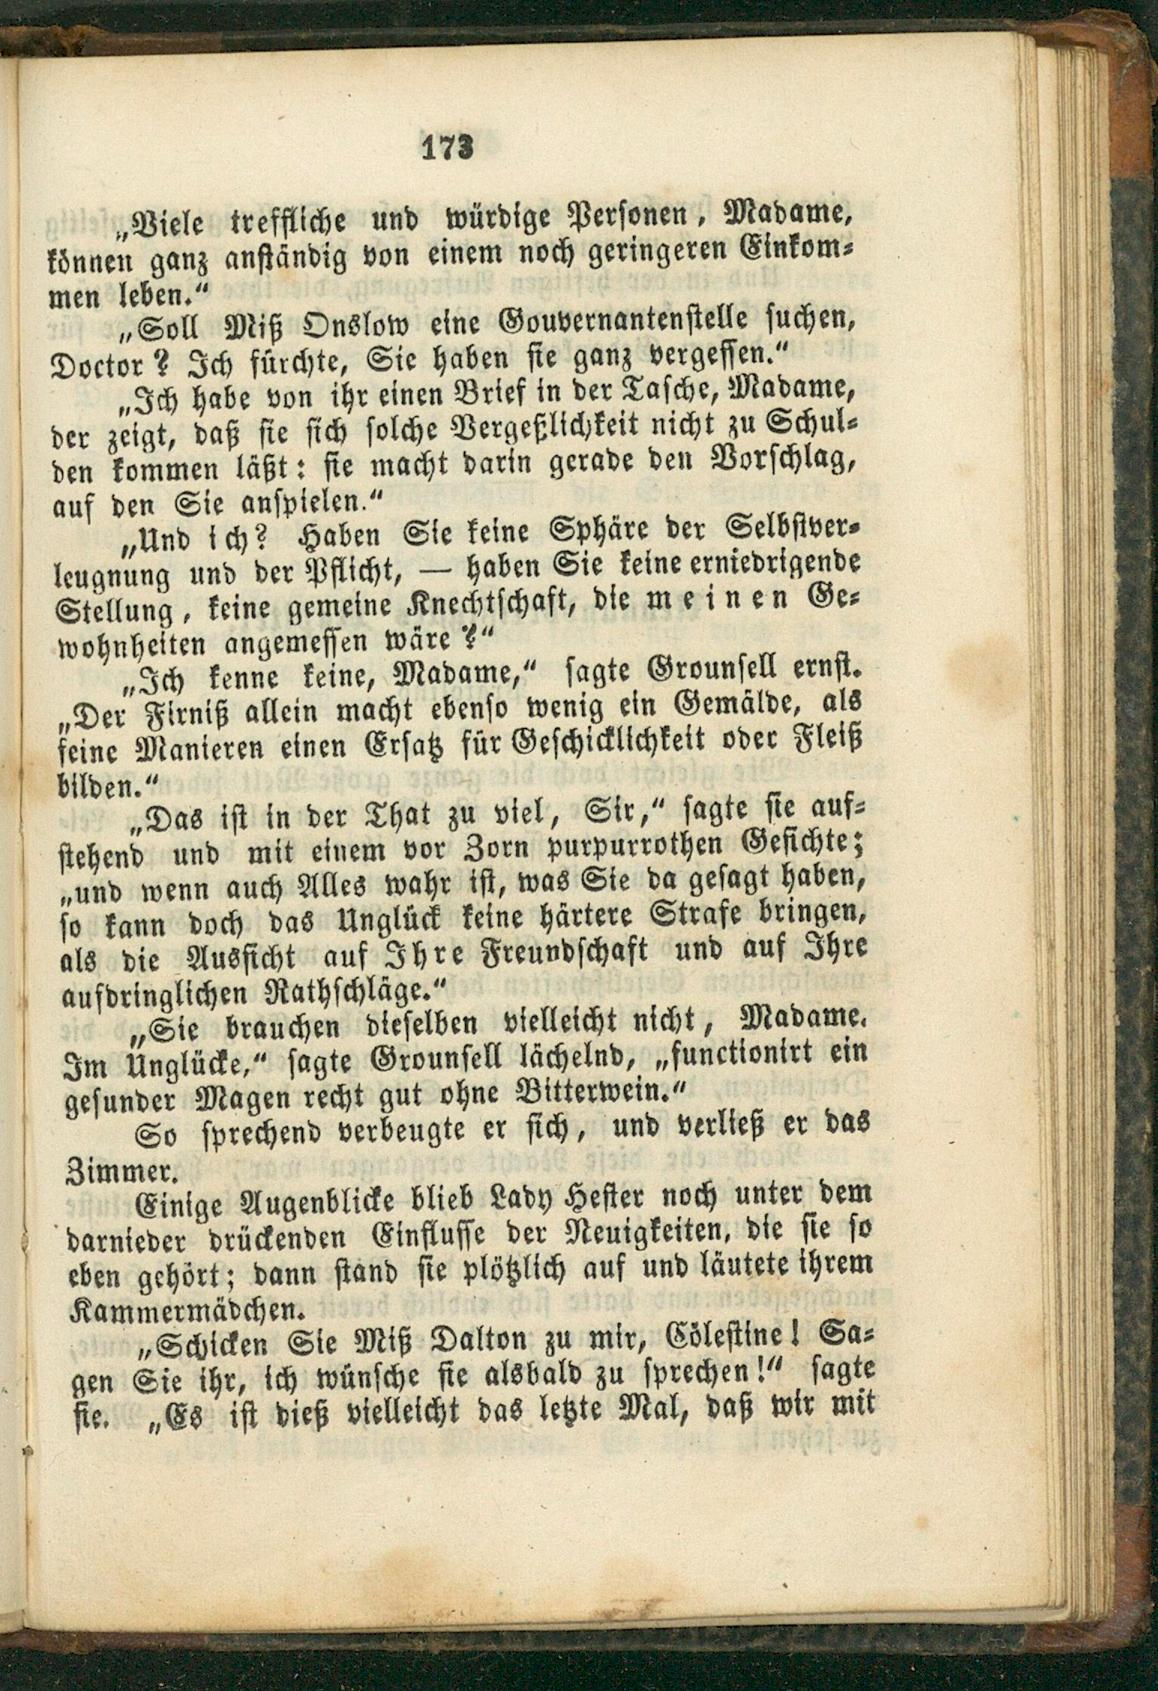 173
„Viele treffliche und würdige Personen, Madame,
können ganz anständig von einem noch geringeren Einkom-
men leben.“
„Soll Miß Onslow eine Gouvernantenstelle suchen,
Doctor? Ich fürchte, Sie haben sie ganz vergessen.“
„Ich habe von ihr einen Brief in der Tasche, Madame,
der zeigt, daß sie sich solche Vergeßlichkeit nicht zu Schul-
den kommen läßt: sie macht darin gerade den Vorschlag,
auf den Sie anspielen.“
„Und ich? Haben Sie keine Sphäre der Selbstver-
leugnung und der Pflicht, — haben Sie keine erniedrigende
Stellung, keine gemeine Knechtschaft, die meinen Ge-
wohnheiten angemessen wäre?“
„Ich kenne keine, Madame,“ sagte Grounsell ernst.
„Der Firniß allein macht ebenso wenig ein Gemälde, als
feine Manieren einen Ersatz für Geschicklichkeit oder Fleiß
bilden.“
„Das ist in der That zu viel, Sir,“ sagte sie auf-
stehend und mit einem vor Zorn purpurrothen Gesichte;
„und wenn auch Alles wahr ist, was Sie da gesagt haben,
so kann doch das Unglück keine härtere Strafe bringen,
als die Aussicht auf Ihre Freundschaft und auf Ihre
aufdringlichen Rathschläge.“
„Sie brauchen dieselben vielleicht nicht, Madame.
Im Unglücke,“ sagte Grounsell lächelnd, „functionirt ein
gesunder Magen recht gut ohne Bitterwein.“
So sprechend verbeugte er sich, und verließ er das
Zimmer.
Einige Augenblicke blieb Lady Hester noch unter dem
darnieder drückenden Einflusse der Neuigkeiten, die sie so
eben gehört; dann stand sie plötzlich auf und läutete ihrem
Kammermädchen.
„Schicken Sie Miß Dalton zu mir, Cölestine! Sa-
gen Sie ihr, ich wünsche sie alsbald zu sprechen!“ sagte
sie. „Es ist dieß vielleicht das letzte Mal, daß wir mit